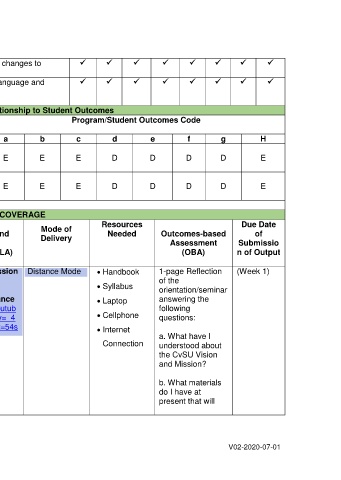 changes to ✓ ✓ ✓ ✓ ✓ ✓ ✓ ✓
anguage and ✓ ✓ ✓ ✓ ✓ ✓ ✓ ✓
tionship to Student Outcomes
Program/Student Outcomes Code
a b c d e f g H
E E E D D D D E
E E E D D D D E
COVERAGE
nd
LA)
Mode of
Delivery
Resources
Needed
Outcomes-based
Assessment
(OBA)
Due Date
of
Submissio
n of Output
ssion
nce
utub
=_4
=54s
Distance Mode
• Handbook
• Syllabus
• Laptop
• Cellphone
• Internet
Connection
1-page Reflection
of the
orientation/seminar
answering the
following
questions:
a. What have I
understood about
the CvSU Vision
and Mission?
b. What materials
do I have at
present that will
(Week 1)
V02-2020-07-01